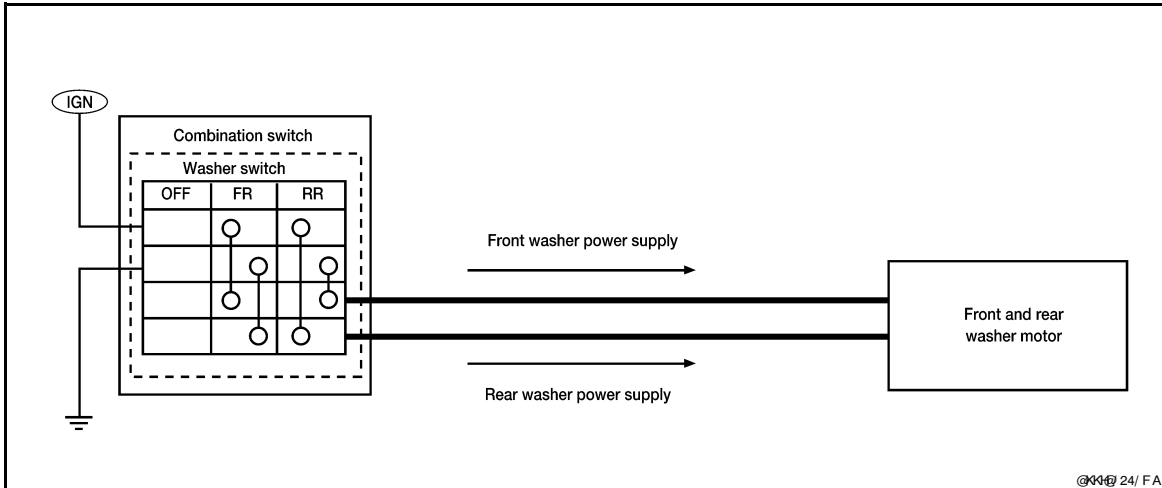 IGN
Combination switch
Washer switch
OFF FR RR
Front washer power supply
Front and rear
washer motor
Rear washer power supply